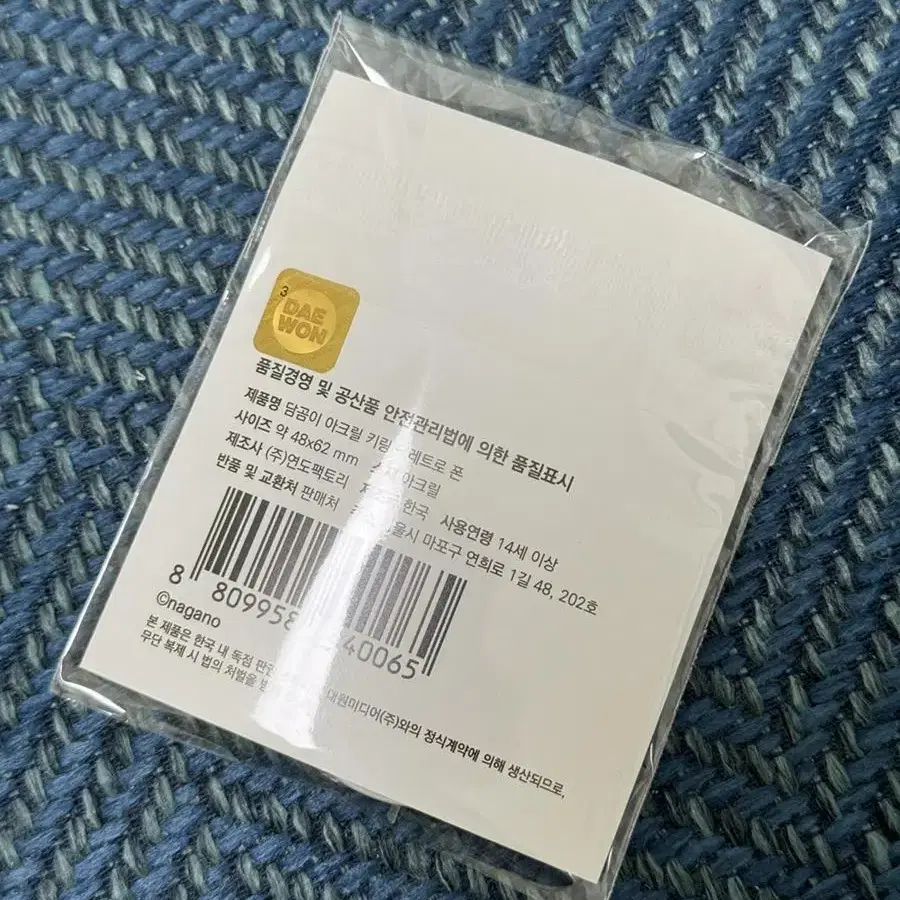 3
DAE
WON
품질경영 및 공산품 안전관리법에 의한 품질표시
제품명 담곰이 아크릴 키링 레트로 폰
사이즈 약 48x62 mm 아크릴
제조사 (주)연도팩토리 한국 사용연령 14세 이상
반품 및 교환처 판매처 마포구 연희로 1길 48, 202호
8 809958 40065
©nagano
본 제품은 한국 내 독점 대원미디어(주)와의 정식계약에 의해 생산되므로,
무단 복제 시 법의 처벌을